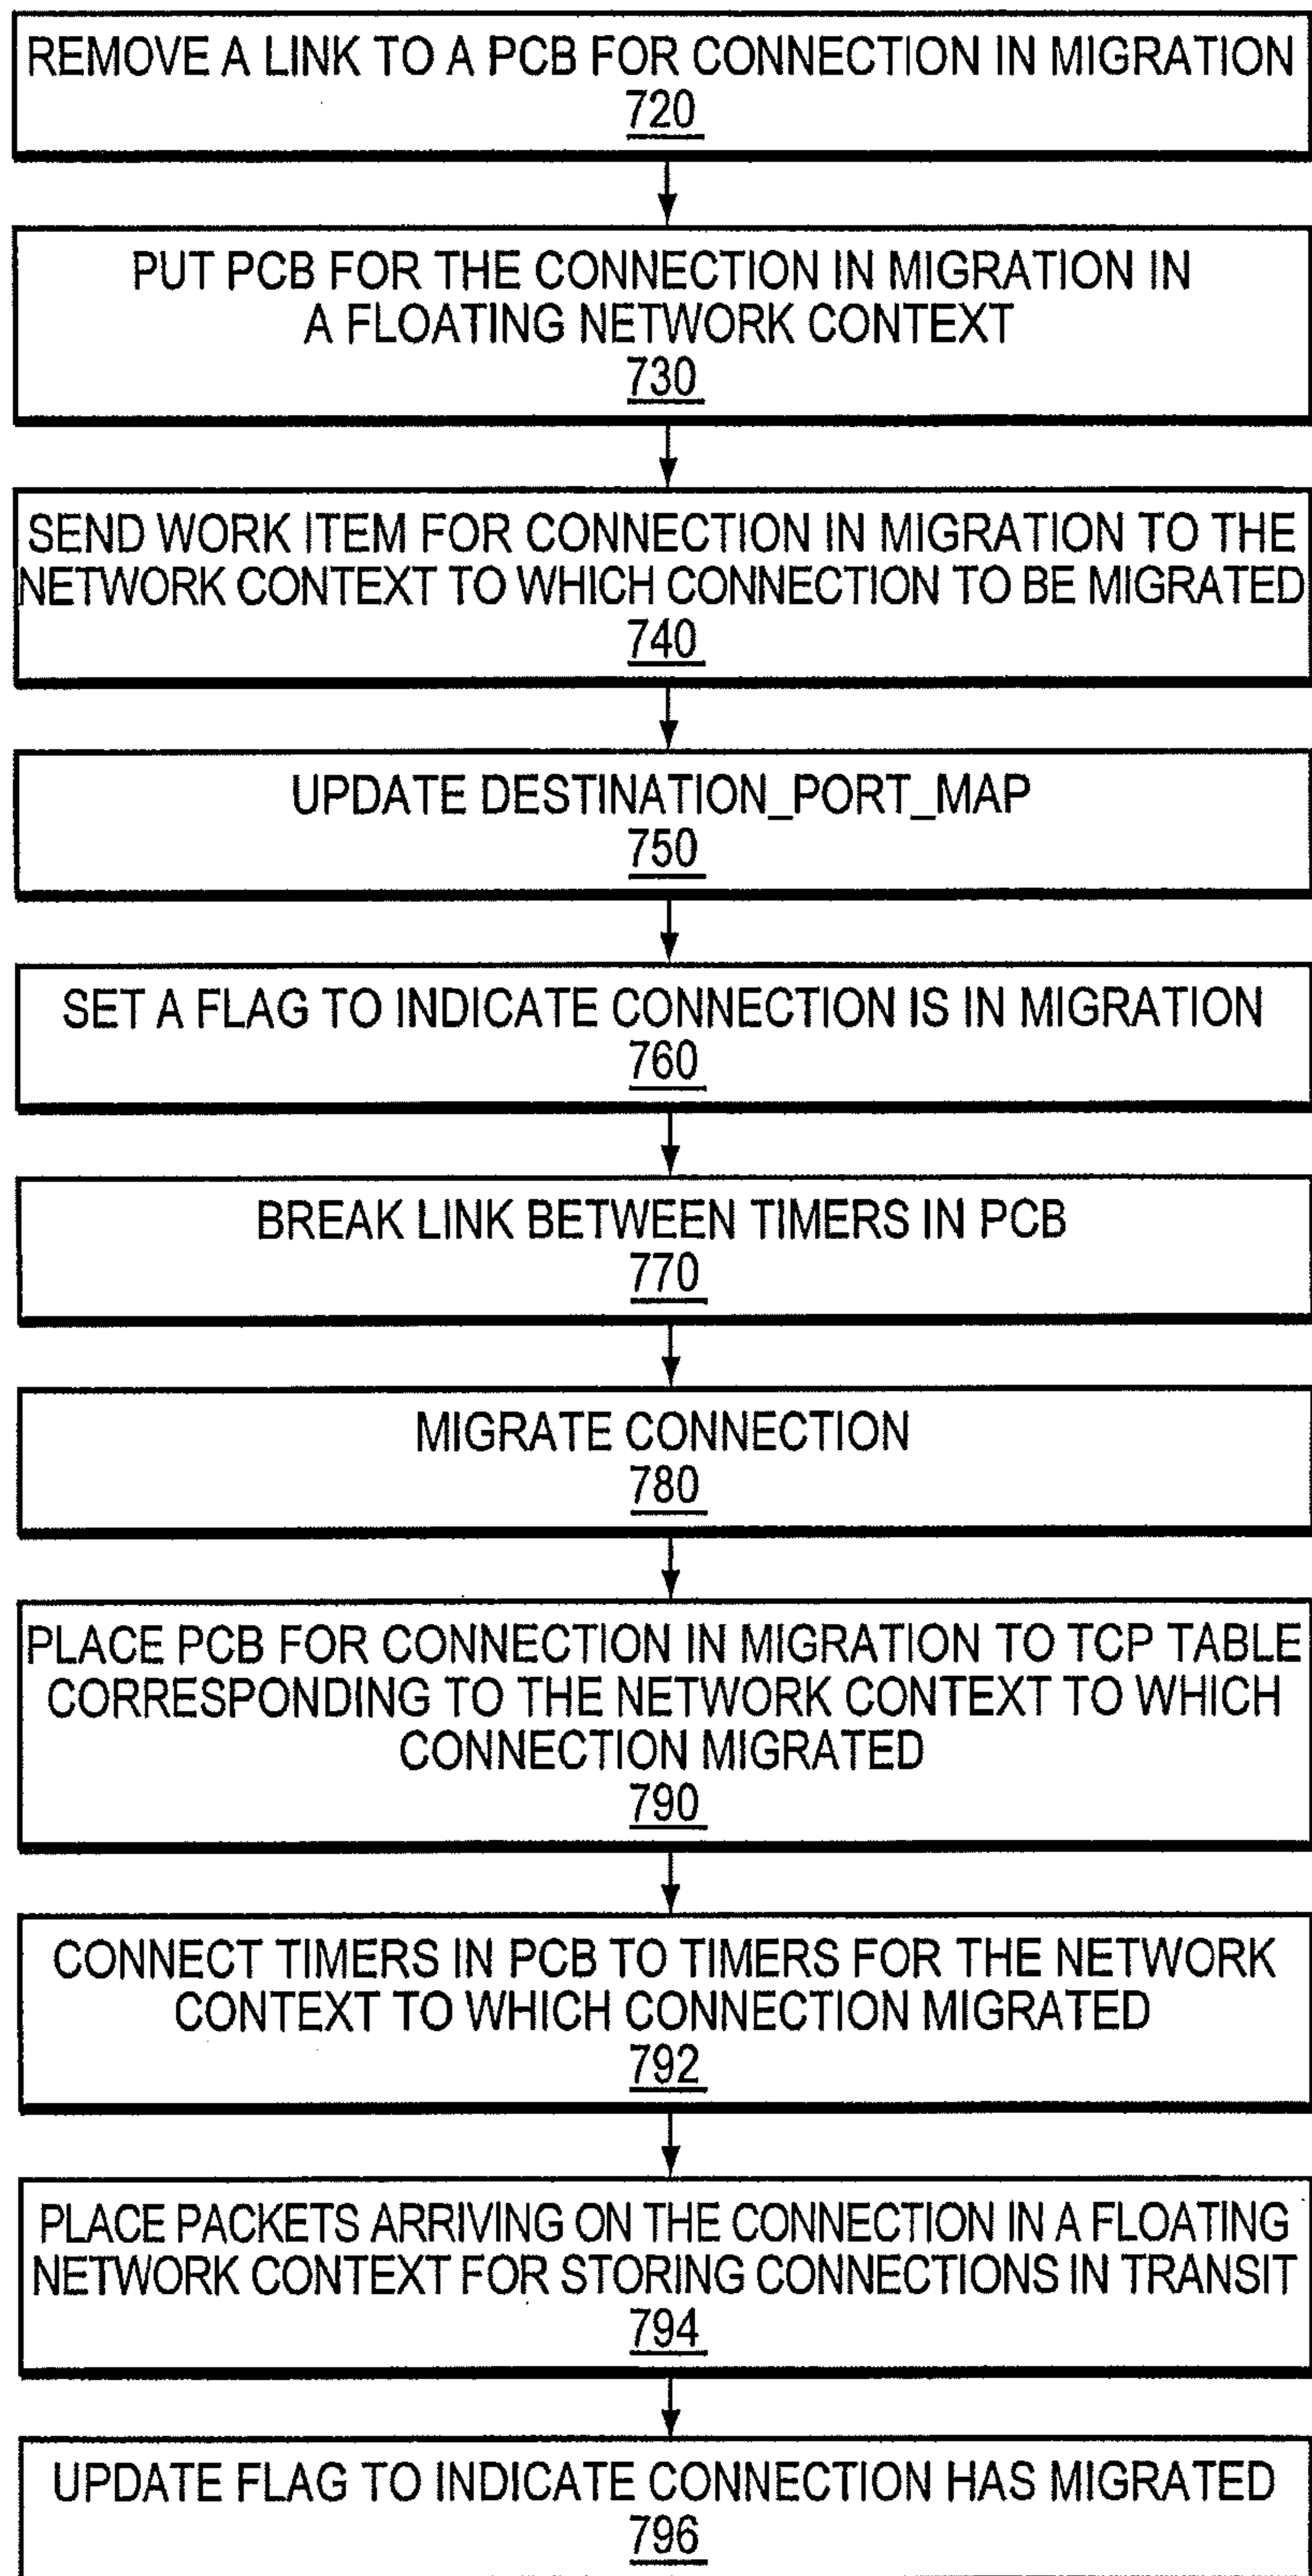 REMOVE A LINK TO A PCB FOR CONNECTION IN MIGRATION
720
PUT PCB FOR THE CONNECTION IN MIGRATION IN
A FLOATING NETWORK CONTEXT
730
SEND WORK ITEM FOR CONNECTION IN MIGRATION TO THE
NETWORK CONTEXT TO WHICH CONNECTION TO BE MIGRATED
740
UPDATE DESTINATION_PORT_MAP
750
SET A FLAG TO INDICATE CONNECTION IS IN MIGRATION
760
BREAK LINK BETWEEN TIMERS IN PCB
770
MIGRATE CONNECTION
780
PLACE PCB FOR CONNECTION IN MIGRATION TO TCP TABLE
CORRESPONDING TO THE NETWORK CONTEXT TO WHICH
CONNECTION MIGRATED
790
CONNECT TIMERS IN PCB TO TIMERS FOR THE NETWORK
CONTEXT TO WHICH CONNECTION MIGRATED
792
PLACE PACKETS ARRIVING ON THE CONNECTION IN A FLOATING
NETWORK CONTEXT FOR STORING CONNECTIONS IN TRANSIT
794
UPDATE FLAG TO INDICATE CONNECTION HAS MIGRATED
796